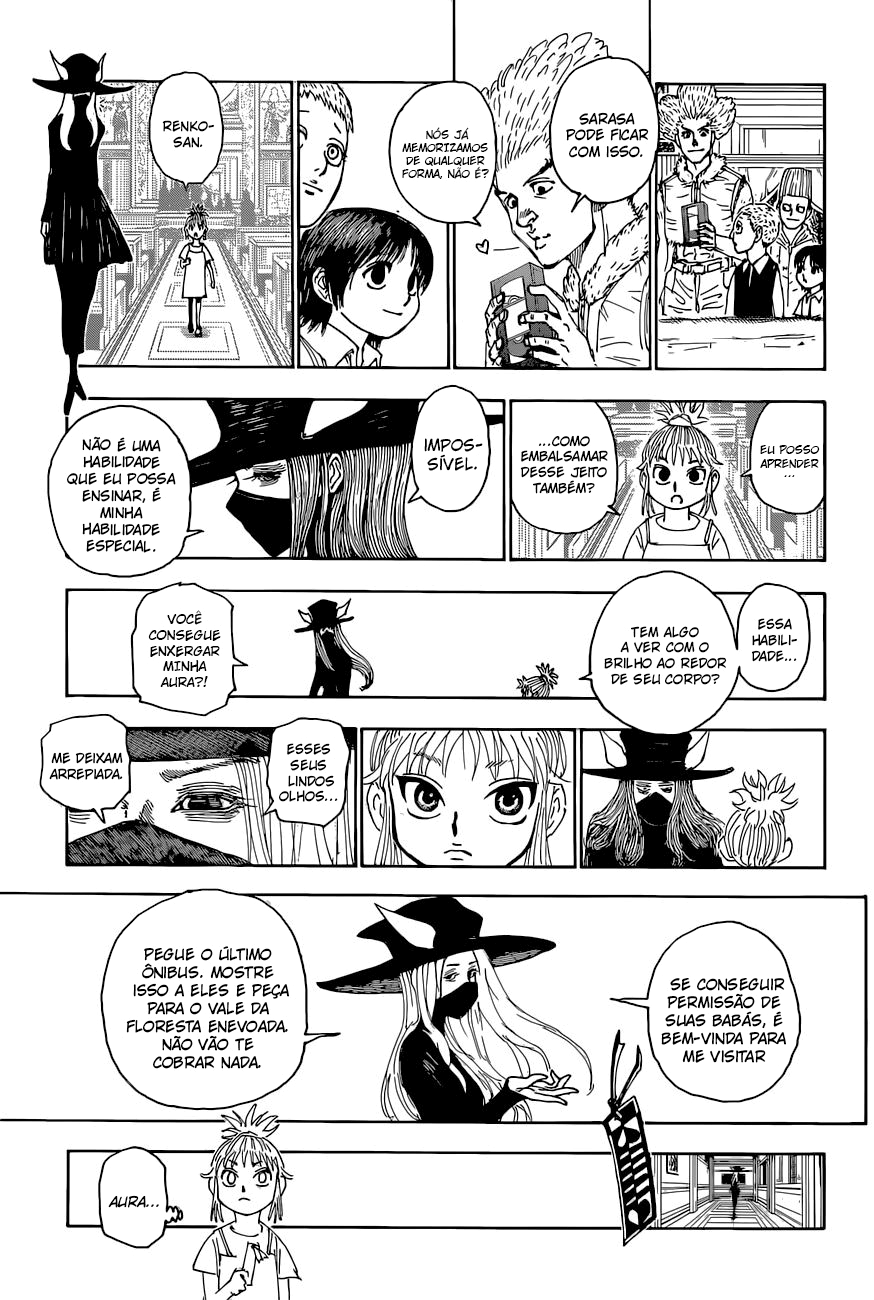 SARASA
PODE FICAR
COM ISSO.
NÓS JÁ
MEMORIZAMOS
DE QUALQUER
FORMA, NÃO É?
RENKO-
SAN.
EU POSSO
APRENDER
...
...COMO
EMBALSAMAR
DESSE JEITO
TAMBÉM?
IMPOS-
SÍVEL.
NÃO É UMA
HABILIDADE
QUE EU POSSA
ENSINAR, É
MINHA
HABILIDADE
ESPECIAL.
ESSA
HABILI-
DADE...
TEM ALGO
A VER COM O
BRILHO AO REDOR
DE SEU CORPO?
VOCÊ
CONSEGUE
ENXERGAR
MINHA
AURA?!
ESSES
SEUS
LINDOS
OLHOS...
ME DEIXAM
ARREPIADA.
SE CONSEGUIR
PERMISSÃO DE
SUAS BABÁS, É
BEM-VINDA PARA
ME VISITAR
PEGUE O ÚLTIMO
ÔNIBUS. MOSTRE
ISSO A ELES E PEÇA
PARA O VALE DA
FLORESTA ENEVOADA.
NÃO VÃO TE
COBRAR NADA.
AURA...